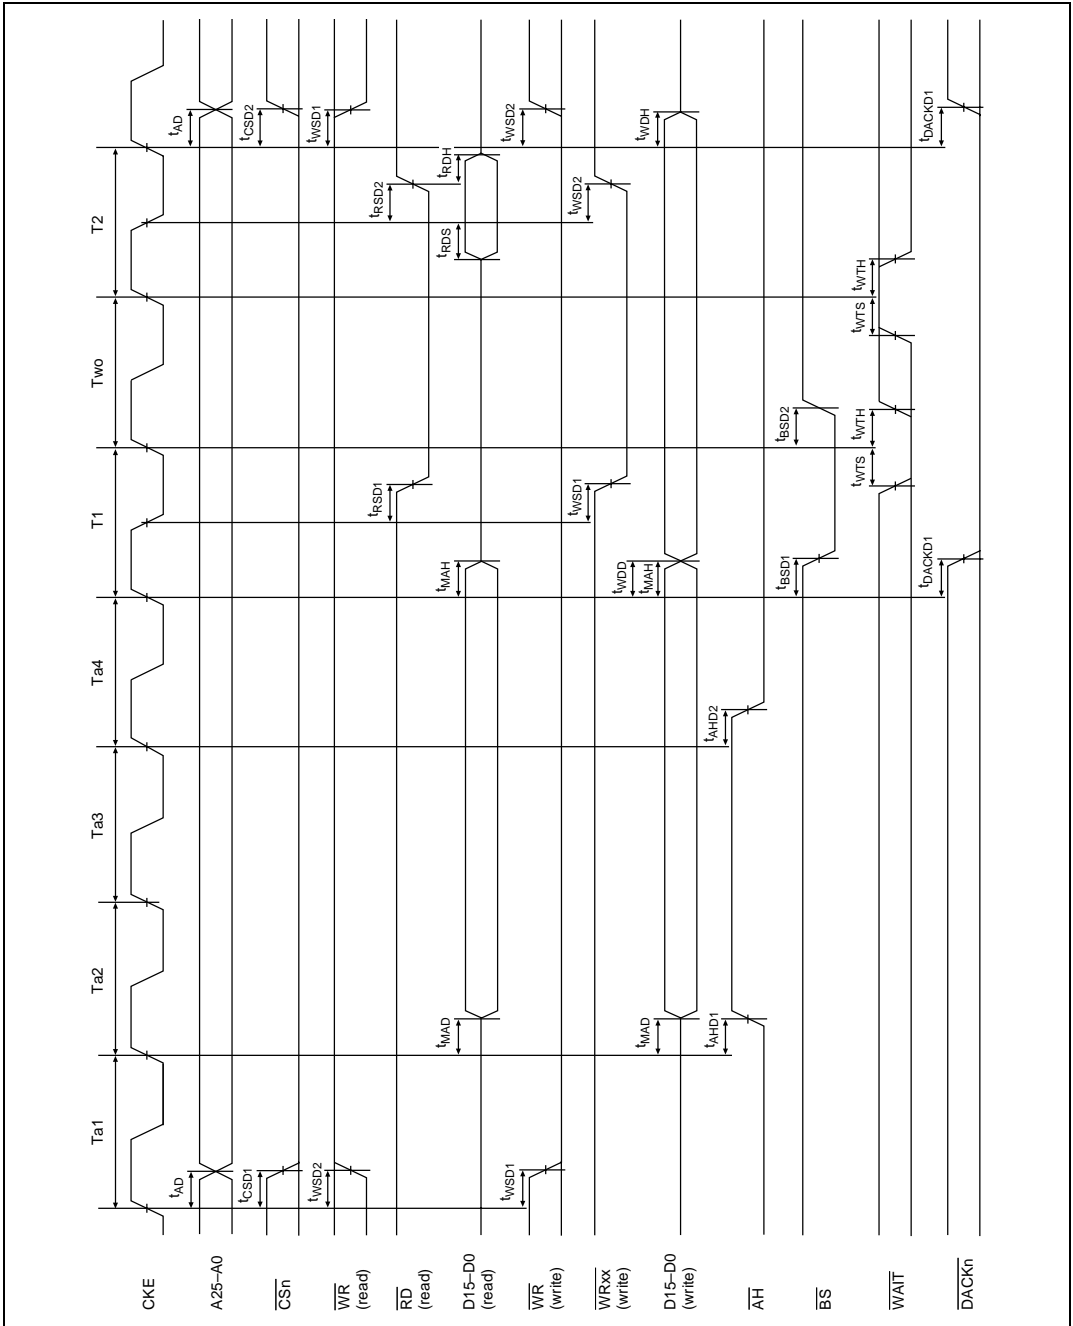 Ta1 Ta2 Ta3 Ta4 T1 Two T2
CKE
tAD tAD
A25–A0
tCSD1 tCSD2
CSn
tWSD2 tWSD1
WR
(read)
tRSD1 tRSD2
RD
(read)
tMAD tMAH tRDS tRDH
D15–D0
(read)
tWSD1 tWSD2
WR
(write)
tWSD1 tWSD2
WRxx
(write)
tWDD
tMAD tMAH tWDH
D15–D0
(write)
tAHD1 tAHD2
AH
tBSD1 tBSD2
BS
tWTS tWTH tWTS tWTH
WAIT
tDACKD1 tDACKD1
DACKn